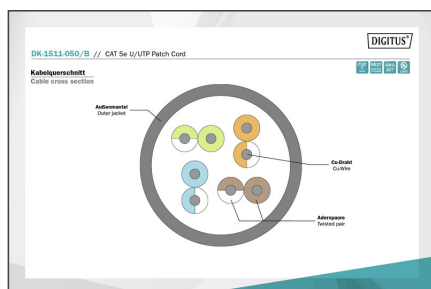 DIGITUS®
DK-1511-050/B // CAT 5e U/UTP Patch Cord
Kabelquerschnitt
Cable cross section
Außenmantel
Outer jacket
Cu-Draht
Cu-Wire
Aderspaare
Twisted pair